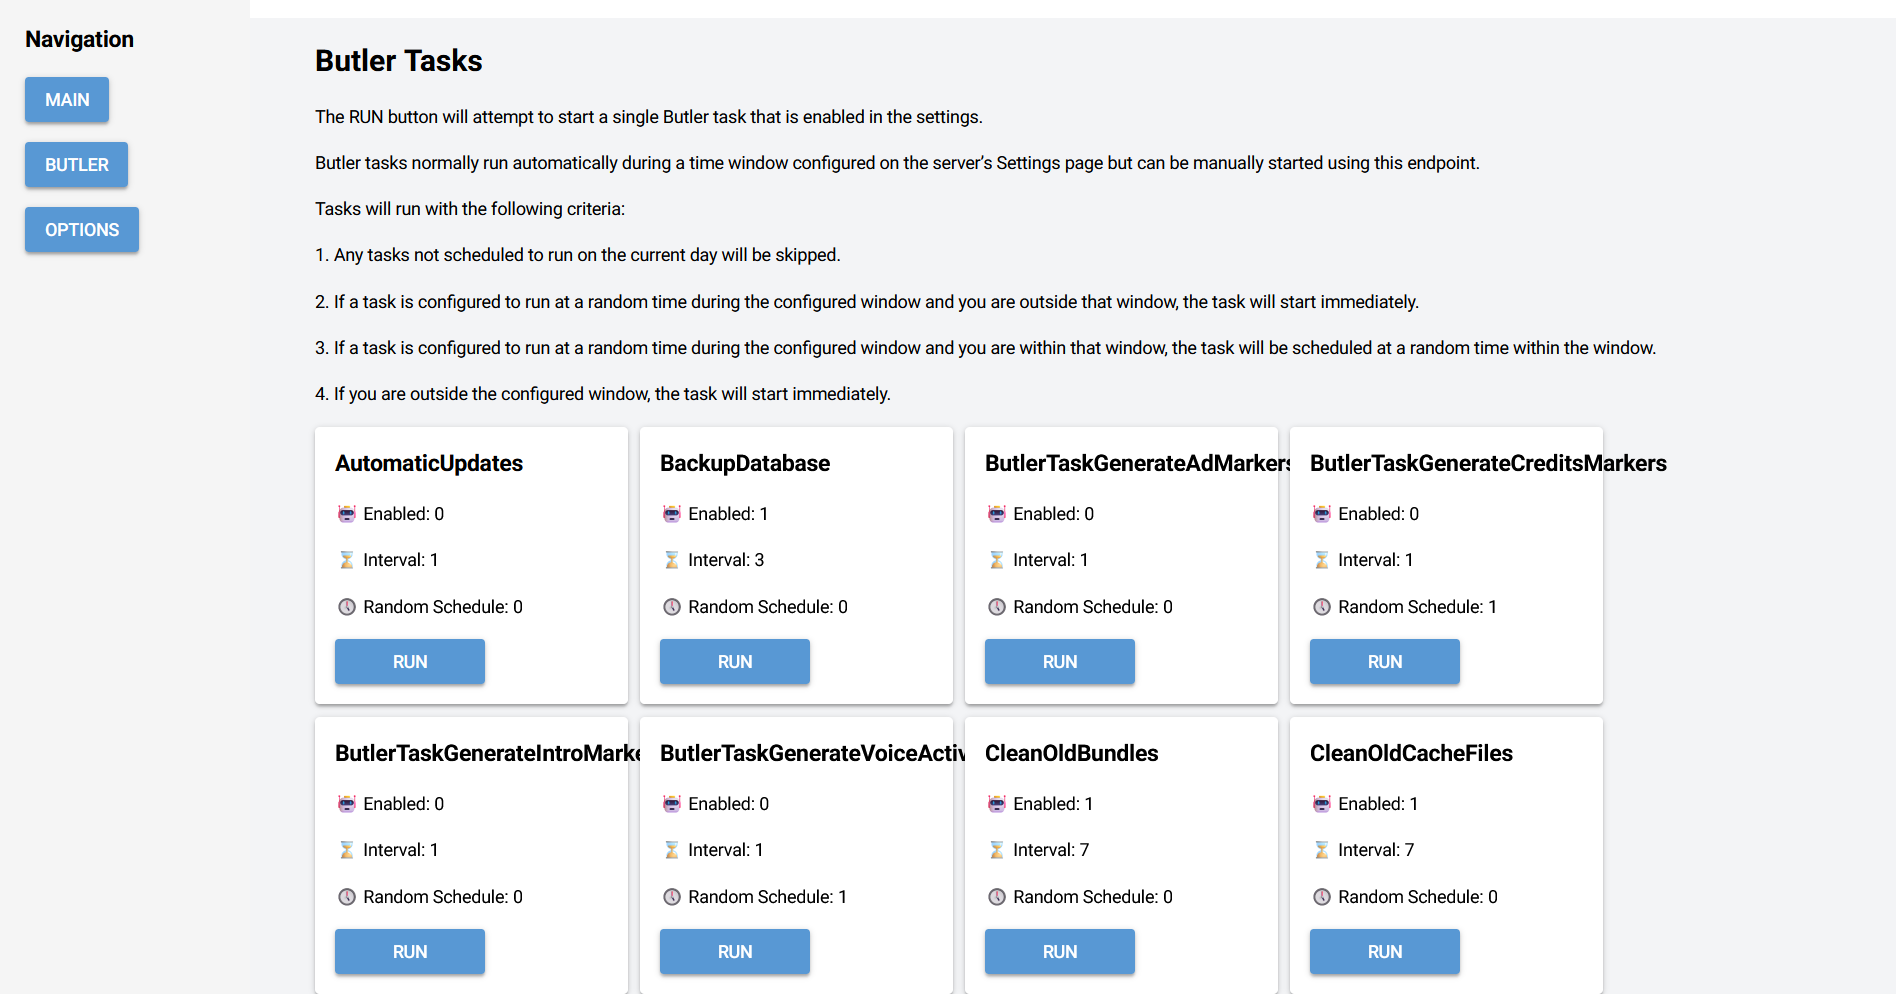 Navigation
MAIN
BUTLER
OPTIONS
Butler Tasks
The RUN button will attempt to start a single Butler task that is enabled in the settings.
Butler tasks normally run automatically during a time window configured on the server’s Settings page but can be manually started using this endpoint.
Tasks will run with the following criteria:
1. Any tasks not scheduled to run on the current day will be skipped.
2. If a task is configured to run at a random time during the configured window and you are outside that window, the task will start immediately.
3. If a task is configured to run at a random time during the configured window and you are within that window, the task will be scheduled at a random time within the window.
4. If you are outside the configured window, the task will start immediately.
AutomaticUpdates
Enabled: 0
Interval: 1
Random Schedule: 0
RUN
BackupDatabase
Enabled: 1
Interval: 3
Random Schedule: 0
RUN
ButlerTaskGenerateAdMarkers
Enabled: 0
Interval: 1
Random Schedule: 0
RUN
ButlerTaskGenerateCreditsMarkers
Enabled: 0
Interval: 1
Random Schedule: 1
RUN
ButlerTaskGenerateIntroMarke
Enabled: 0
Interval: 1
Random Schedule: 0
RUN
ButlerTaskGenerateVoiceActiv
Enabled: 0
Interval: 1
Random Schedule: 1
RUN
CleanOldBundles
Enabled: 1
Interval: 7
Random Schedule: 0
RUN
CleanOldCacheFiles
Enabled: 1
Interval: 7
Random Schedule: 0
RUN